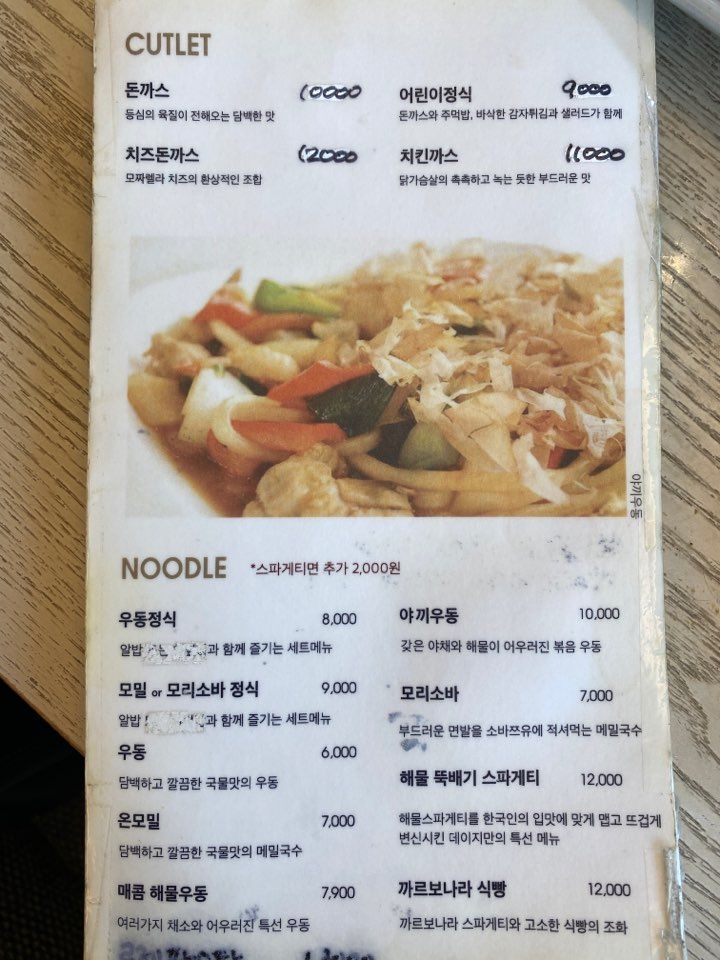 CUTLET
돈까스 10000
등심의 육질이 전해오는 담백한 맛
어린이정식 9000
돈까스와 주먹밥, 바삭한 감자튀김과 샐러드가 함께
치즈돈까스 12000
모짜렐라 치즈의 환상적인 조합
치킨까스 11000
닭가슴살의 촉촉하고 녹는 듯한 부드러운 맛
야끼우동
NOODLE *스파게티면 추가 2,000원
우동정식 8,000
알밥 과 함께 즐기는 세트메뉴
모밀 or 모리소바 정식 9,000
알밥 과 함께 즐기는 세트메뉴
우동 6,000
담백하고 깔끔한 국물맛의 우동
온모밀 7,000
담백하고 깔끔한 국물맛의 메밀국수
매콤 해물우동 7,900
여러가지 채소와 어우러진 특선 우동
야끼우동 10,000
갖은 야채와 해물이 어우러진 볶음 우동
모리소바 7,000
부드러운 면발을 소바쯔유에 적셔먹는 메밀국수
해물 뚝배기 스파게티 12,000
해물스파게티를 한국인의 입맛에 맞게 맵고 뜨겁게
변신시킨 데이지만의 특선 메뉴
까르보나라 식빵 12,000
까르보나라 스파게티와 고소한 식빵의 조화